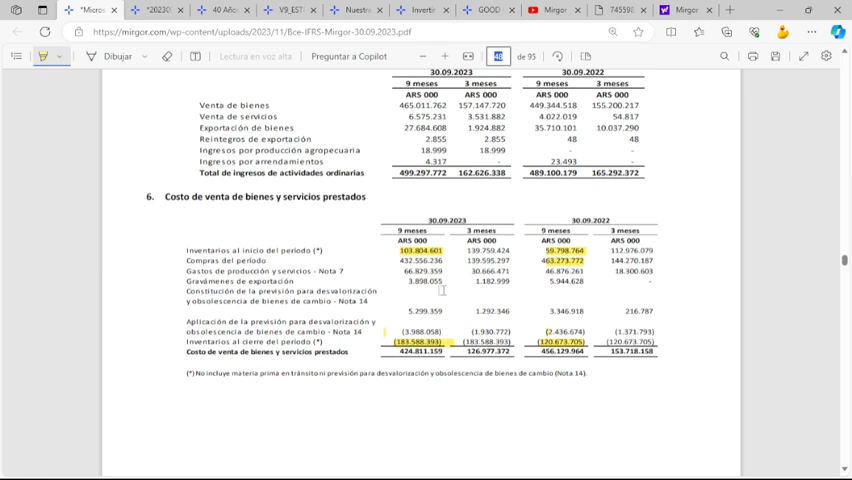 *Micros
*20230
40 Año
V9_EST
Nuestra
Inverti
GOOD
Mirgor
745598
Mirgor
https://mirgor.com/wp-content/uploads/2023/11/Bce-IFRS-Mirgor-30.09.2023.pdf
Dibujar
Lectura en voz alta
Preguntar a Copilot
48 de 95
30.09.2023 30.09.2022
9 meses 3 meses 9 meses 3 meses
ARS 000 ARS 000 ARS 000 ARS 000
Venta de bienes 465.011.762 157.147.720 449.344.518 155.200.217
Venta de servicios 6.575.231 3.531.882 4.022.019 54.817
Exportación de bienes 27.684.608 1.924.882 35.710.101 10.037.290
Reintegros de exportación 2.855 2.855 48 48
Ingresos por producción agropecuaria 18.999 18.999 - -
Ingresos por arrendamientos 4.317 - 23.493 -
Total de ingresos de actividades ordinarias 499.297.772 162.626.338 489.100.179 165.292.372
6. Costo de venta de bienes y servicios prestados
30.09.2023 30.09.2022
9 meses 3 meses 9 meses 3 meses
ARS 000 ARS 000 ARS 000 ARS 000
Inventarios al inicio del período (*) 103.804.601 139.759.424 59.798.764 112.976.079
Compras del período 432.556.236 139.595.297 463.273.772 144.270.187
Gastos de producción y servicios - Nota 7 66.829.359 30.666.471 46.876.261 18.300.603
Gravámenes de exportación 3.898.055 1.182.999 5.944.628 -
Constitución de la previsión para desvalorización
y obsolescencia de bienes de cambio - Nota 14
5.299.359 1.292.346 3.346.918 216.787
Aplicación de la previsión para desvalorización y
obsolescencia de bienes de cambio - Nota 14 (3.988.058) (1.930.772) (2.436.674) (1.371.793)
Inventarios al cierre del período (*) (183.588.393) (183.588.393) (120.673.705) (120.673.705)
Costo de venta de bienes y servicios prestados 424.811.159 126.977.372 456.129.964 153.718.158
(*) No incluye materia prima en tránsito ni previsión para desvalorización y obsolescencia de bienes de cambio (Nota 14).